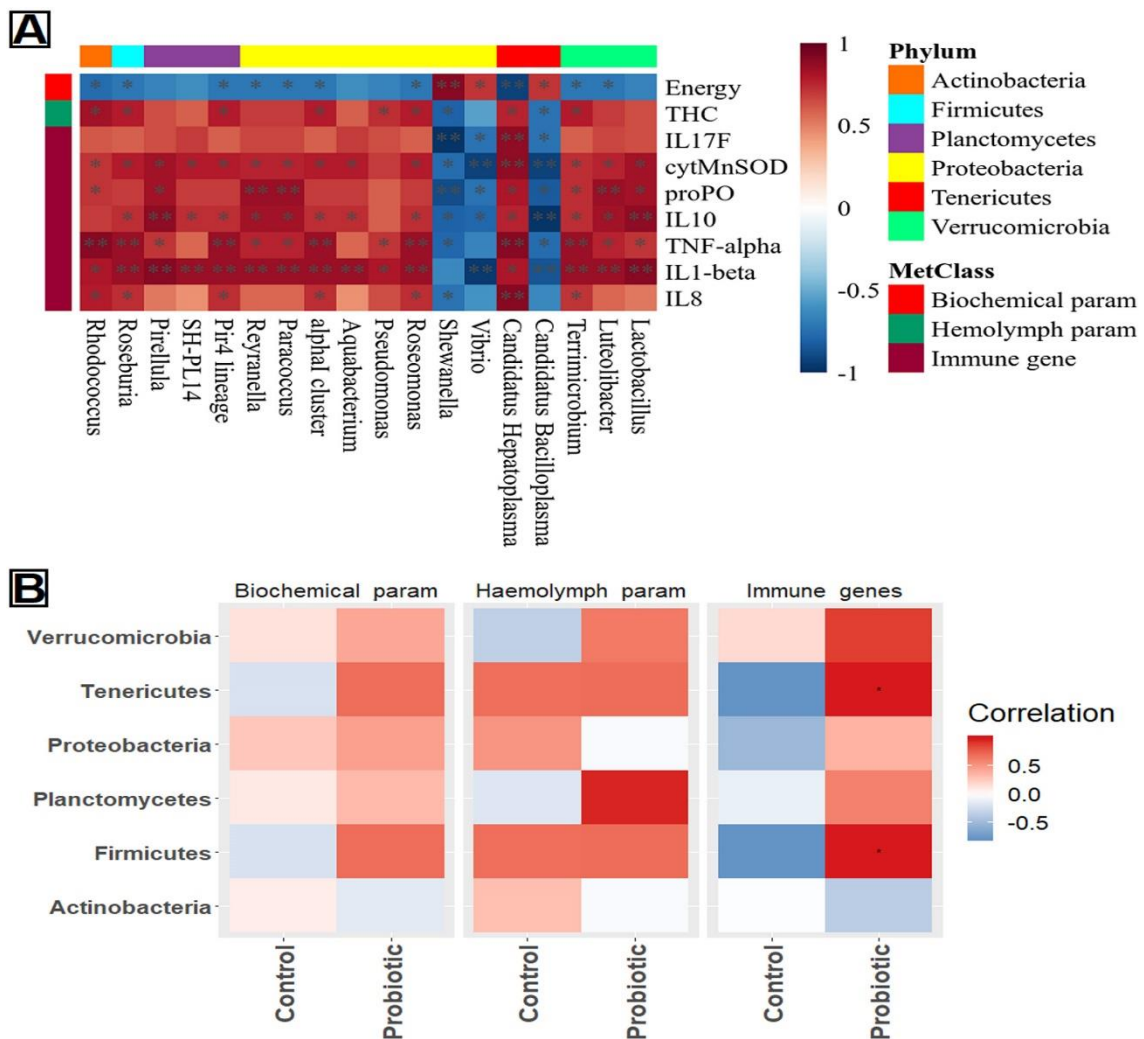 A
Energy
THC
IL17F
cytMnSOD
proPO
IL10
TNF-alpha
IL1-beta
IL8
Rhodococcus
Roseburia
Pirellula
SH-PL14
Pir4 lineage
Reyranella
Paracoccus
alphaI cluster
Aquabacterium
Pseudomonas
Roseomonas
Shewanella
Vibrio
Candidatus Hepatoplasma
Candidatus Bacilloplasma
Terrimicrobium
Luteolibacter
Lactobacillus
1
0.5
0
-0.5
-1
Phylum
Actinobacteria
Firmicutes
Planctomycetes
Proteobacteria
Tenericutes
Verrucomicrobia
MetClass
Biochemical param
Hemolymph param
Immune gene
B
Biochemical param
Haemolymph param
Immune genes
Verrucomicrobia
Tenericutes
Proteobacteria
Planctomycetes
Firmicutes
Actinobacteria
Control
Probiotic
Control
Probiotic
Control
Probiotic
Correlation
0.5
0.0
-0.5